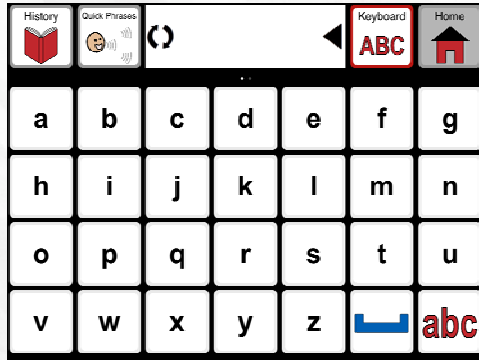 History Quick Phrases Keyboard Home
ABC
a b c d e f g
h i j k l m n
o p q r s t u
v w x y z abc